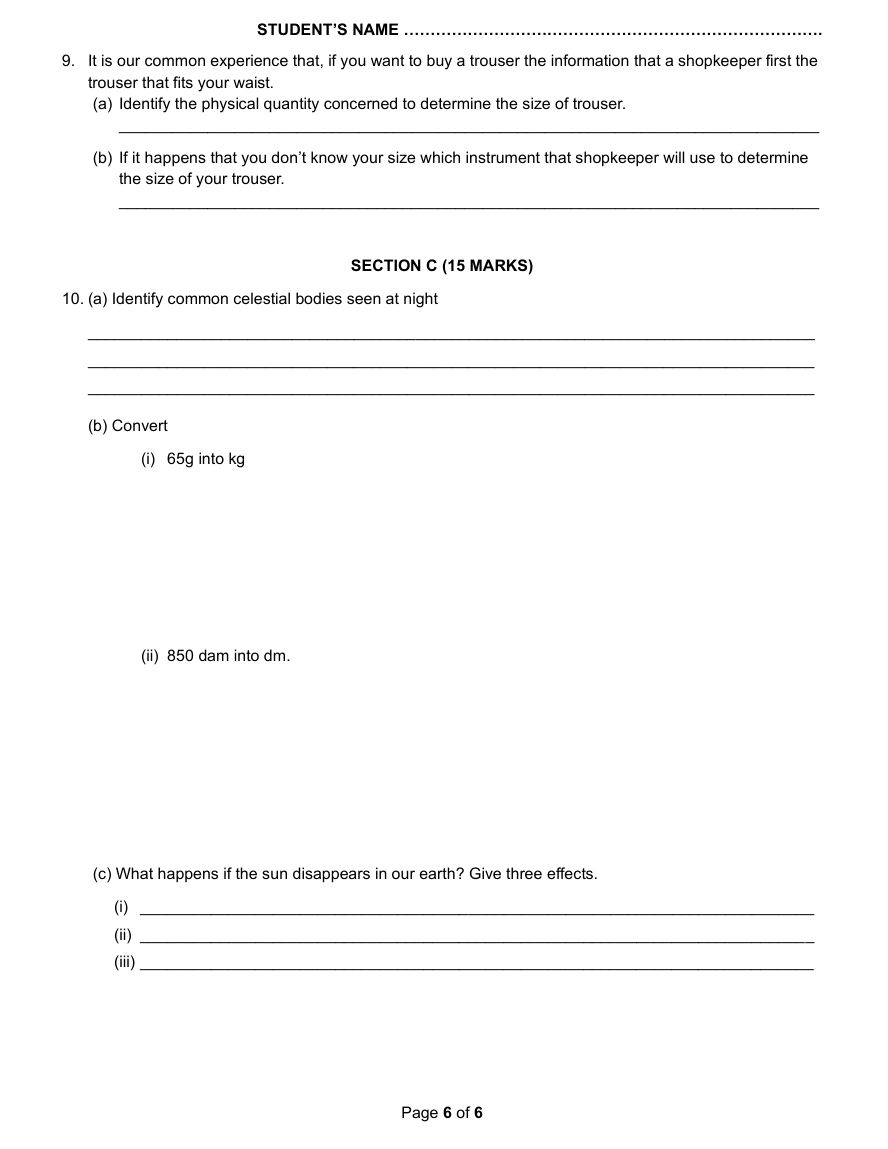 STUDENT’S NAME ………………………………………………………………………
9. It is our common experience that, if you want to buy a trouser the information that a shopkeeper first the
trouser that fits your waist.
(a) Identify the physical quantity concerned to determine the size of trouser.
(b) If it happens that you don’t know your size which instrument that shopkeeper will use to determine
the size of your trouser.
SECTION C (15 MARKS)
10. (a) Identify common celestial bodies seen at night
(b) Convert
(i) 65g into kg
(ii) 850 dam into dm.
(c) What happens if the sun disappears in our earth? Give three effects.
(i)
(ii)
(iii)
Page 6 of 6